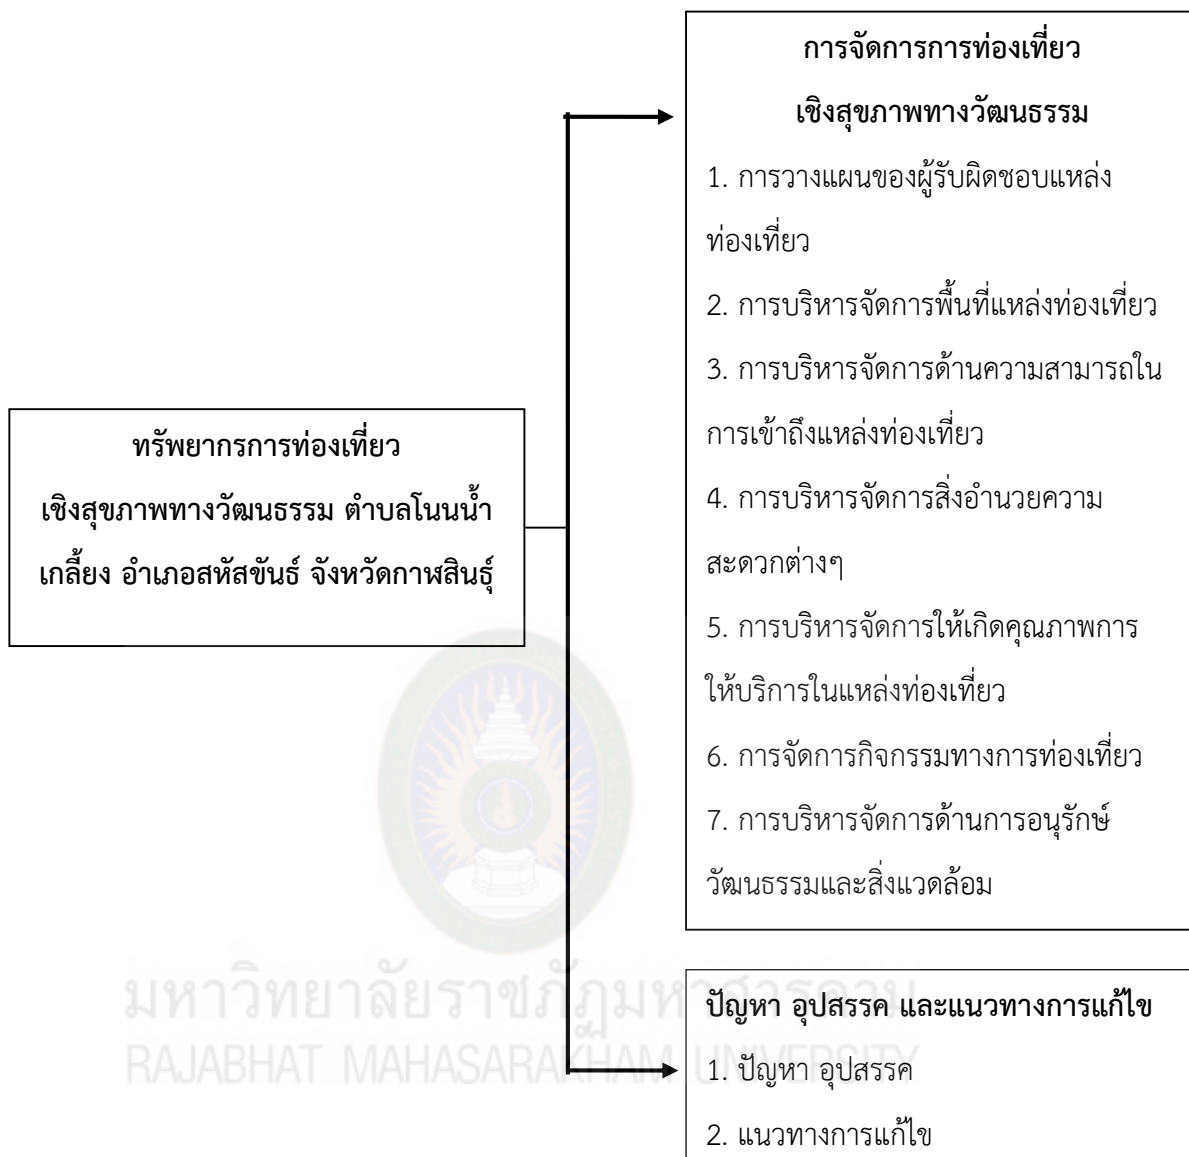 การจัดการการท่องเที่ยว
เชิงสุขภาพทางวัฒนธรรม
1. การวางแผนของผู้รับผิดชอบแหล่ง
ท่องเที่ยว
2. การบริหารจัดการพื้นที่แหล่งท่องเที่ยว
3. การบริหารจัดการด้านความสามารถใน
การเข้าถึงแหล่งท่องเที่ยว
4. การบริหารจัดการสิ่งอำนวยความ
สะดวกต่างๆ
5. การบริหารจัดการให้เกิดคุณภาพการ
ให้บริการในแหล่งท่องเที่ยว
6. การจัดการกิจกรรมทางการท่องเที่ยว
7. การบริหารจัดการด้านการอนุรักษ์
วัฒนธรรมและสิ่งแวดล้อม
ทรัพยากรการท่องเที่ยว
เชิงสุขภาพทางวัฒนธรรม ตำบลโนนน้ำ
เกลี้ยง อำเภอสหัสขันธ์ จังหวัดกาฬสินธุ์
ปัญหา อุปสรรค และแนวทางการแก้ไข
1. ปัญหา อุปสรรค
2. แนวทางการแก้ไข
มหาวิทยาลัยราชภัฏมหาสารคาม
RAJABHAT MAHASARAKHAM UNIVERSITY